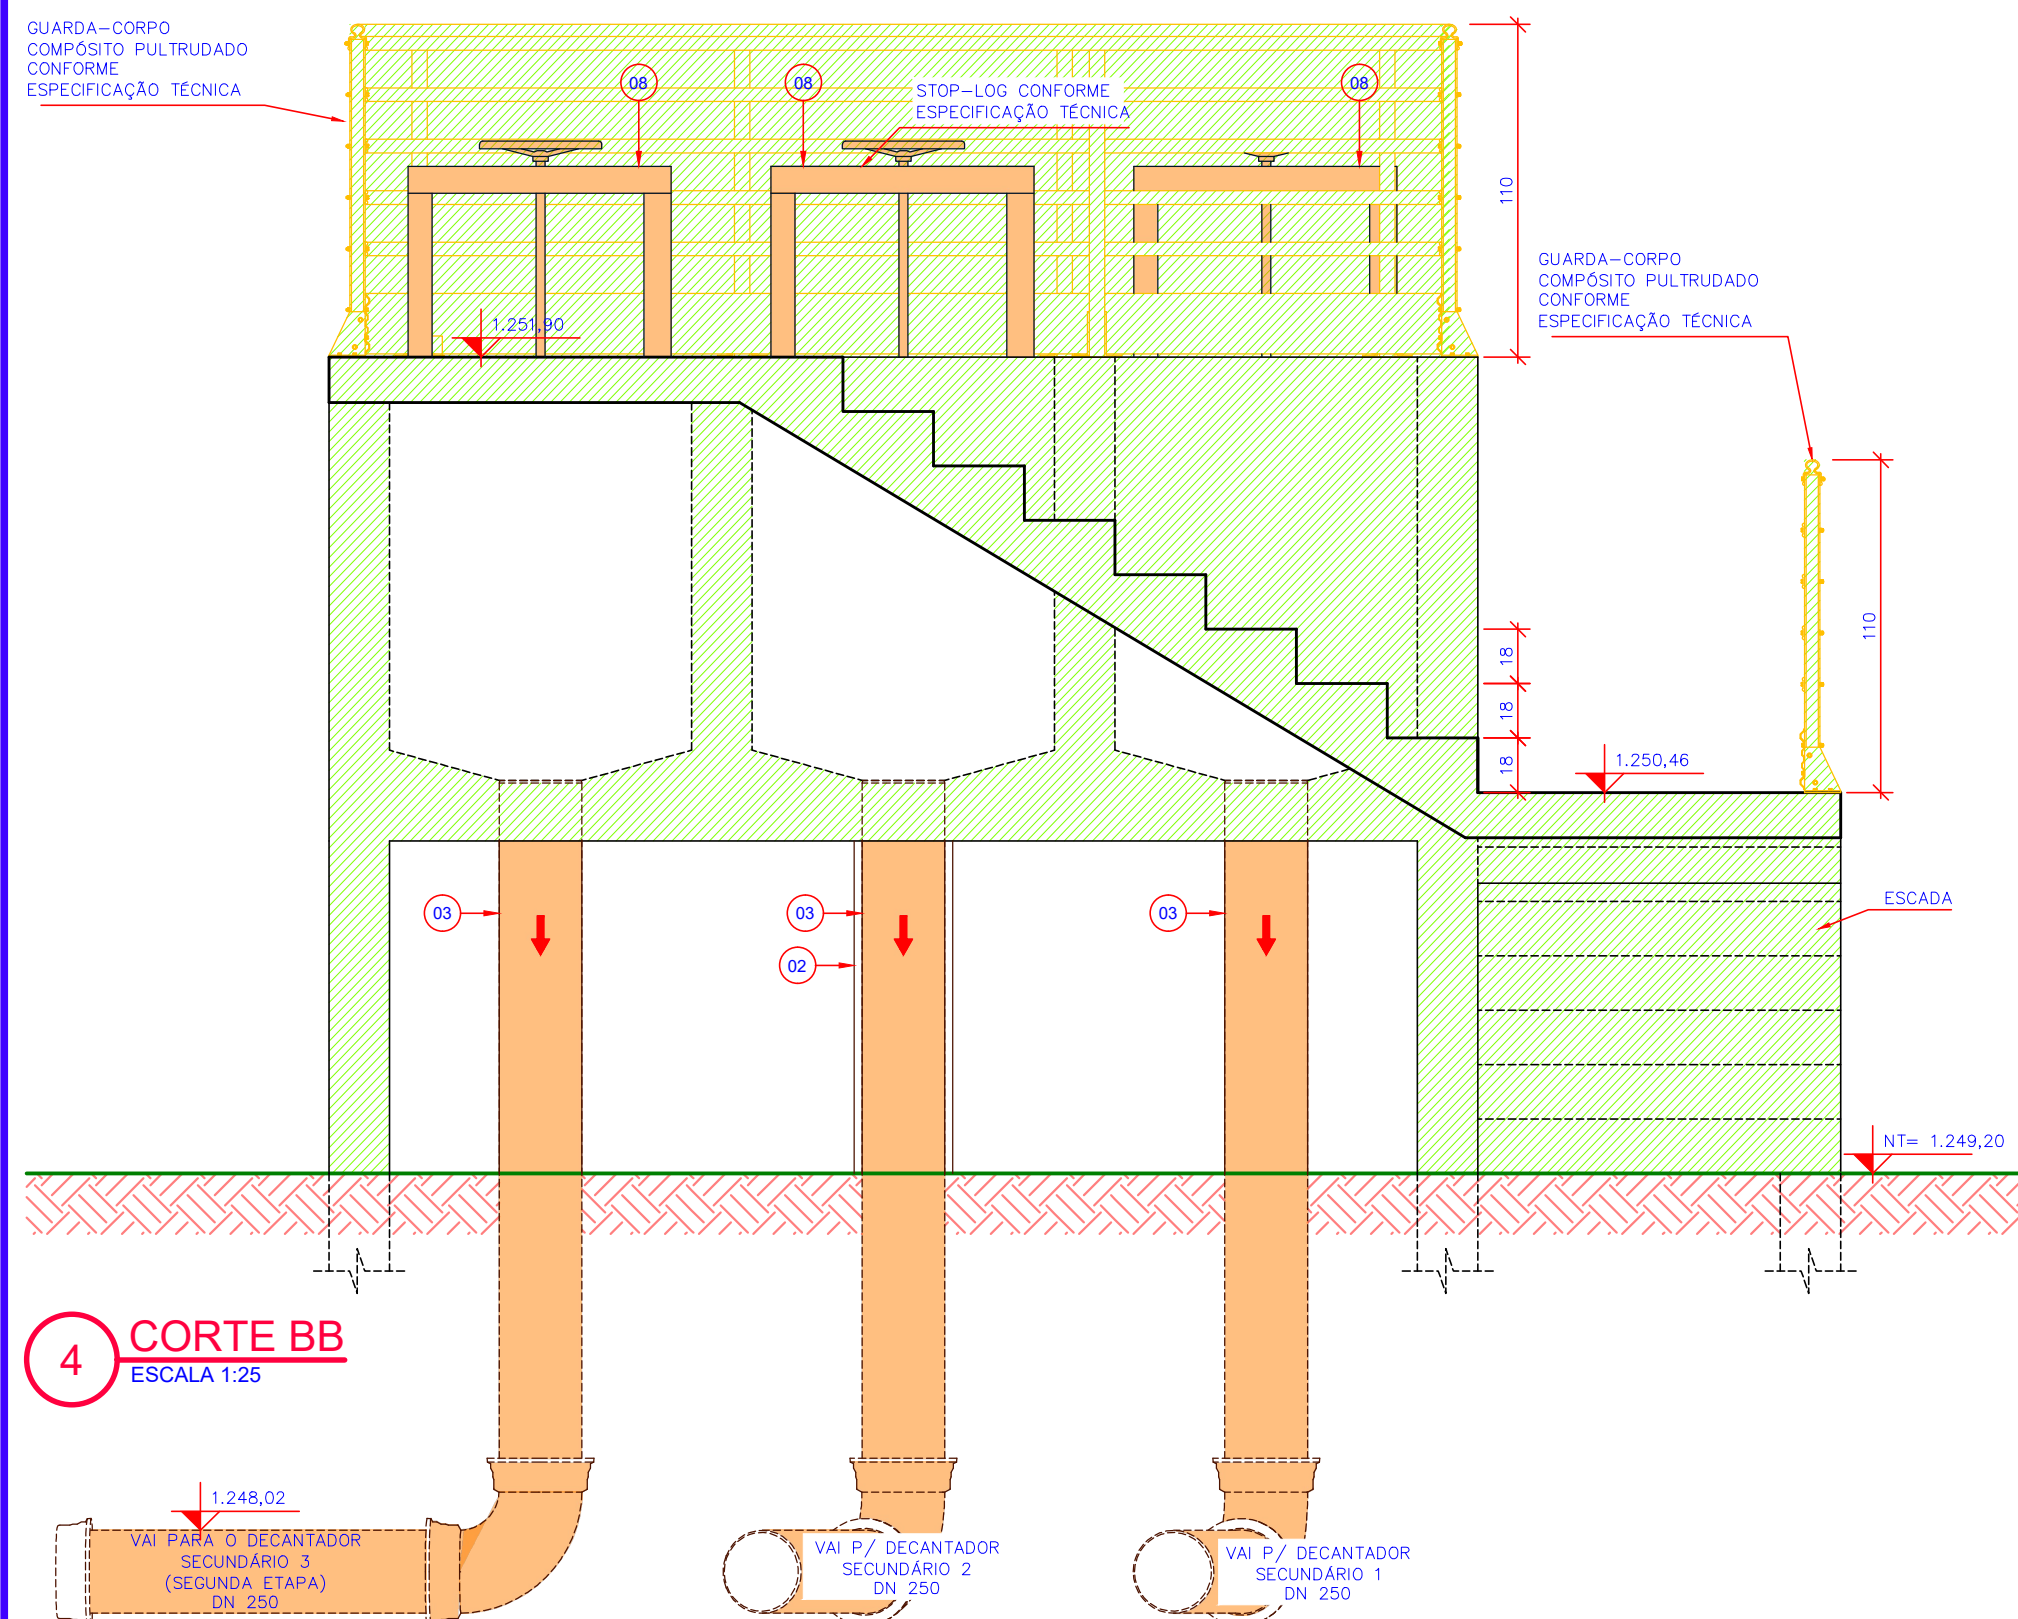 GUARDA-CORPO
COMPÓSITO PULTRUDADO
CONFORME
ESPECIFICAÇÃO TÉCNICA
08
08
08
STOP-LOG CONFORME
ESPECIFICAÇÃO TÉCNICA
110
GUARDA-CORPO
COMPÓSITO PULTRUDADO
CONFORME
ESPECIFICAÇÃO TÉCNICA
1.251,90
110
18
18
18
1.250,46
03
03
03
02
ESCADA
NT= 1.249,20
4
CORTE BB
ESCALA 1:25
1.248,02
VAI PARA O DECANTADOR
SECUNDÁRIO 3
(SEGUNDA ETAPA)
DN 250
VAI P/ DECANTADOR
SECUNDÁRIO 2
DN 250
VAI P/ DECANTADOR
SECUNDÁRIO 1
DN 250